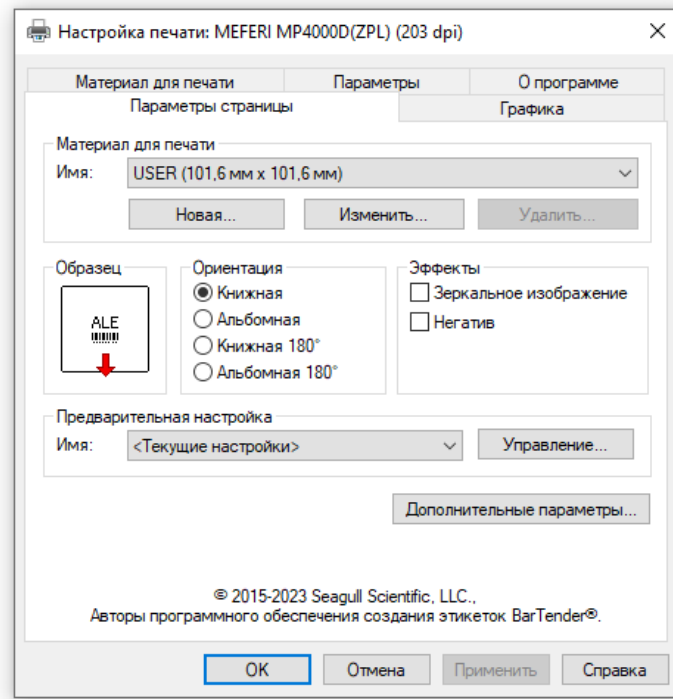 Настройка печати: MEFERI MP4000D(ZPL) (203 dpi)
Материал для печати Параметры О программе
Параметры страницы Графика
Материал для печати
Имя: USER (101,6 мм x 101,6 мм)
Новая... Изменить... Удалить...
Образец
ALE
Ориентация
Книжная
Альбомная
Книжная 180°
Альбомная 180°
Эффекты
Зеркальное изображение
Негатив
Предварительная настройка
Имя: <Текущие настройки> Управление...
Дополнительные параметры...
© 2015-2023 Seagull Scientific, LLC.,
Авторы программного обеспечения создания этикеток BarTender®.
OK Отмена Применить Справка